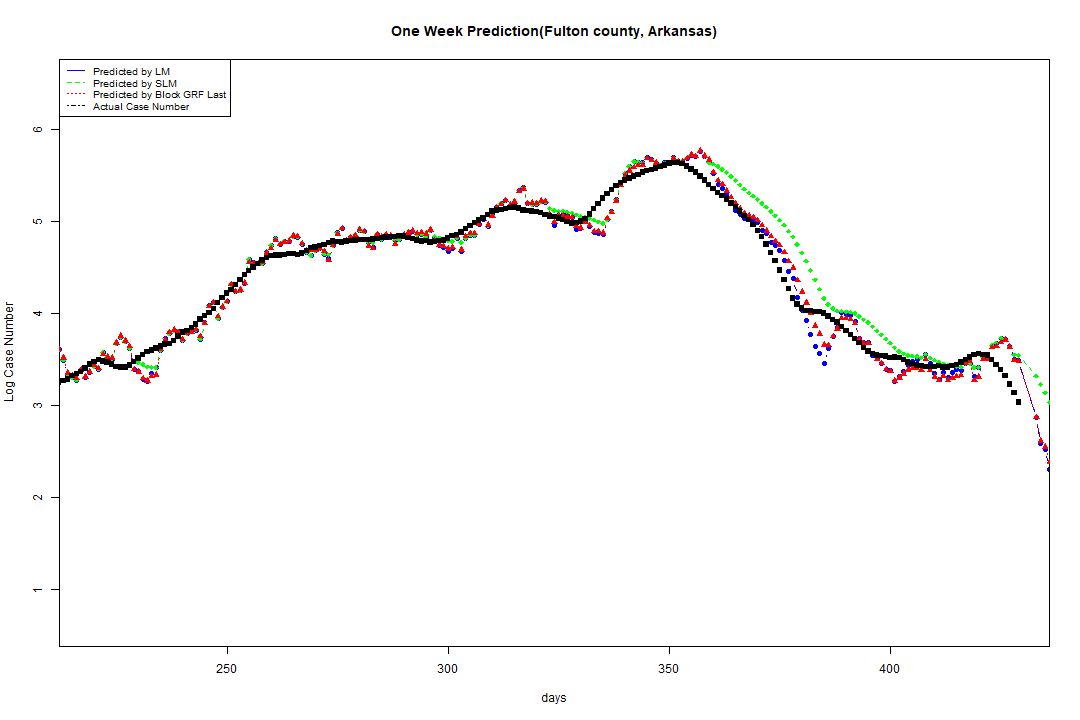 One Week Prediction(Fulton county, Arkansas)
Predicted by LM
Predicted by SLM
Predicted by Block GRF Last
Actual Case Number
Log Case Number
6
5
4
3
2
1
250
300
350
400
days